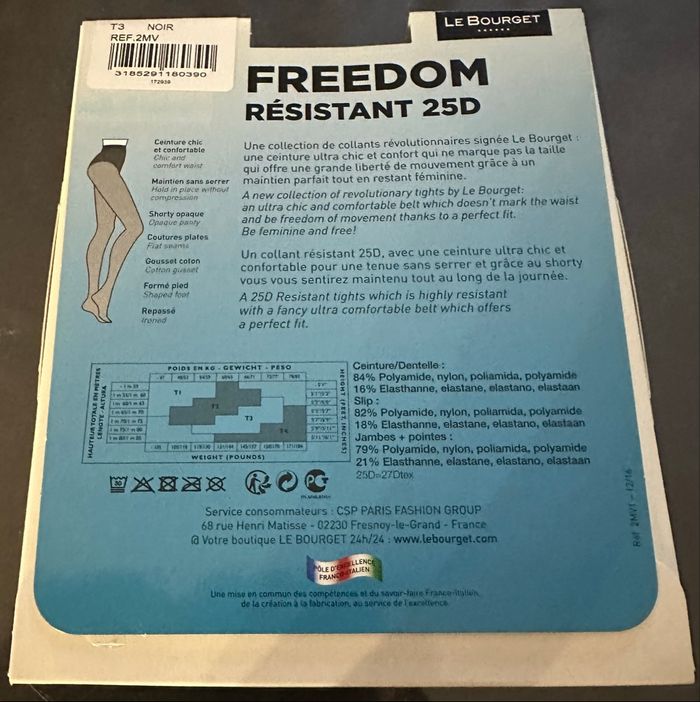 T3 NOIR
REF.2MV
3185291180390
172939
LE BOURGET
FREEDOM
RÉSISTANT 25D
Ceinture chic
et confortable
Chic and
comfort waist
Maintien sans serrer
Hold in place without
compression
Shorty opaque
Opaque panty
Coutures plates
Flat seams
Gousset coton
Cotton gusset
Formé pied
Shaped foot
Repassé
Ironed
Une collection de collants révolutionnaires signée Le Bourget :
une ceinture ultra chic et confort qui ne marque pas la taille
qui offre une grande liberté de mouvement grâce à un
maintien parfait tout en restant féminine.
A new collection of revolutionary tights by Le Bourget:
an ultra chic and comfortable belt which doesn't mark the waist
and be freedom of movement thanks to a perfect fit.
Be feminine and free!
Un collant résistant 25D, avec une ceinture ultra chic et
confortable pour une tenue sans serrer et grâce au shorty
vous vous sentirez maintenu tout au long de la journée.
A 25D Resistant tights which is highly resistant
with a fancy ultra comfortable belt which offers
a perfect fit.
POIDS EN KG - GEWICHT - PESO
HAUTEUR TOTALE EN MÈTRES
HEIGHT (FEET, INCHES)
T1
T2
T3
T4
WEIGHT (POUNDS)
Ceinture/Dentelle :
84% Polyamide, nylon, poliamida, polyamide
16% Elasthanne, elastane, elastano, elastaan
Slip :
82% Polyamide, nylon, poliamida, polyamide
18% Elasthanne, elastane, elastano, elastaan
Jambes + pointes :
79% Polyamide, nylon, poliamida, polyamide
21% Elasthanne, elastane, elastano, elastaan
25D=27Dtex
30
Service consommateurs : CSP PARIS FASHION GROUP
68 rue Henri Matisse - 02230 Fresnoy-le-Grand - France
@ Votre boutique LE BOURGET 24h/24 : www.lebourget.com
PÔLE D'EXCELLENCE
FRANCO-ITALIEN
Une mise en commun des compétences et du savoir-faire Franco-italien,
de la création à la fabrication, au service de l'excellence.
Réf. 2MV1 - 12/16